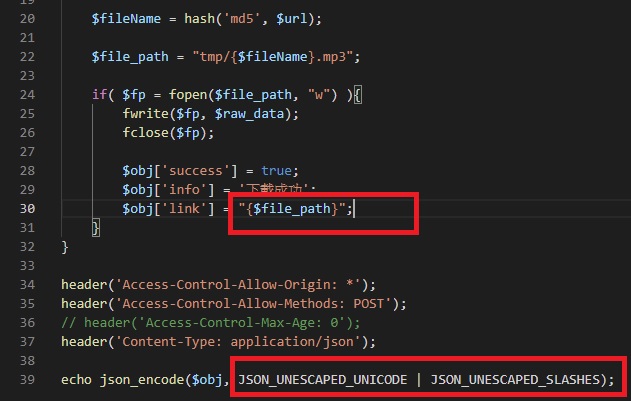 20 $fileName = hash('md5', $url);
21
22 $file_path = "tmp/{$fileName}.mp3";
23
24 if( $fp = fopen($file_path, "w") ){
25 fwrite($fp, $raw_data);
26 fclose($fp);
27
28 $obj['success'] = true;
29 $obj['info'] = '下載成功';
30 $obj['link'] = "{$file_path}";
31 }
32 }
33
34 header('Access-Control-Allow-Origin: *');
35 header('Access-Control-Allow-Methods: POST');
36 // header('Access-Control-Max-Age: 0');
37 header('Content-Type: application/json');
38
39 echo json_encode($obj, JSON_UNESCAPED_UNICODE | JSON_UNESCAPED_SLASHES);